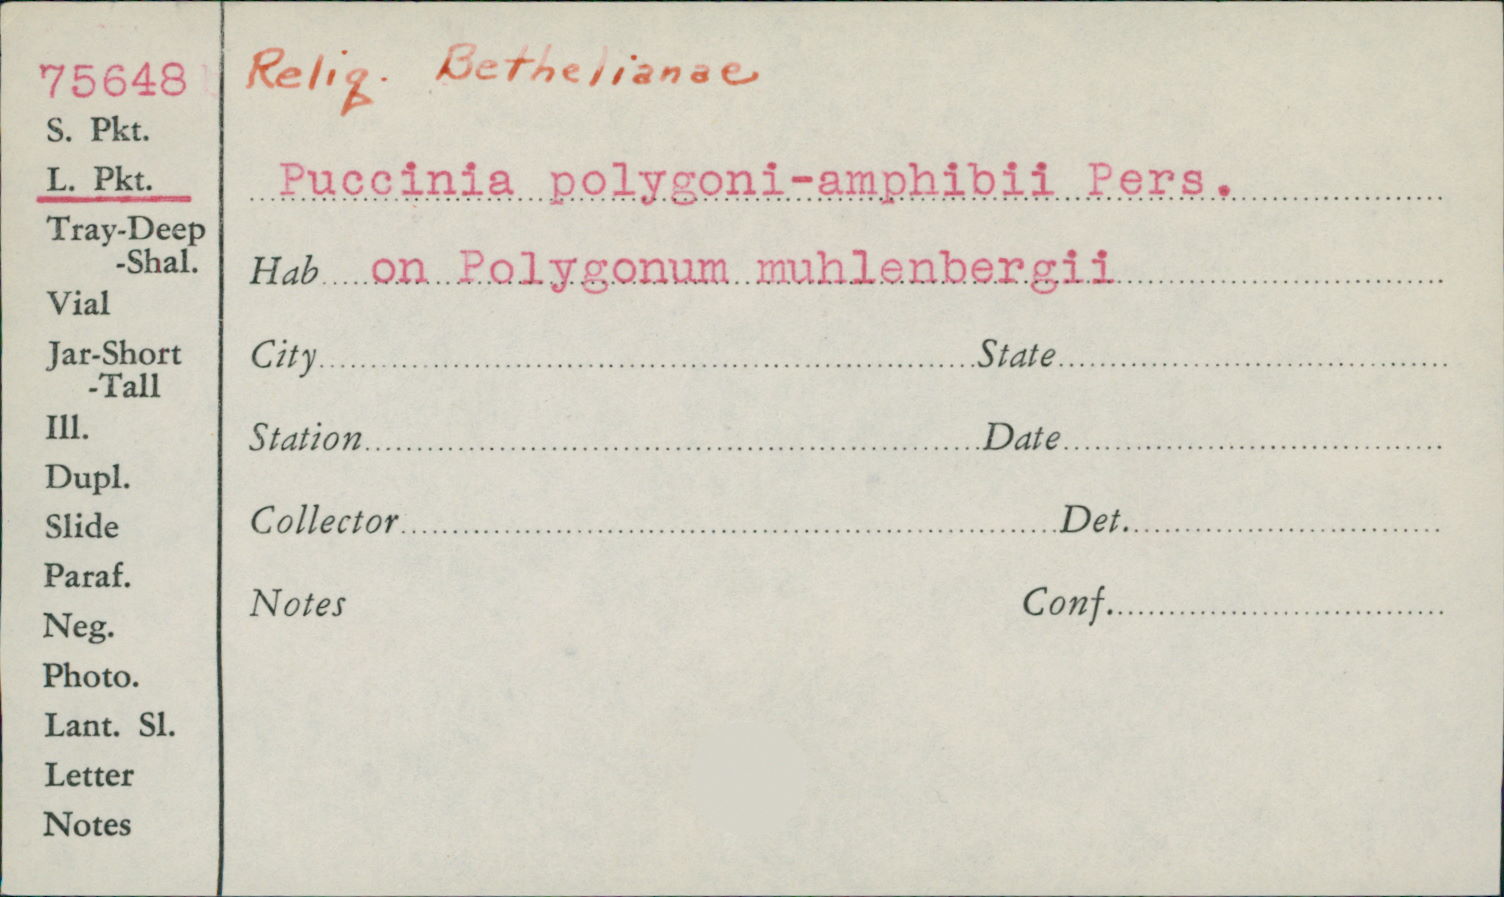 75648
S. Pkt.
L. Pkt.
Tray-Deep
-Shal.
Vial
Jar-Short
-Tall
Ill.
Dupl.
Slide
Paraf.
Neg.
Photo.
Lant. Sl.
Letter
Notes
Reliq. Bethelianae
Puccinia polygoni-amphibii Pers.
Hab on Polygonum muhlenbergii
City State
Station Date
Collector Det.
Notes Conf.